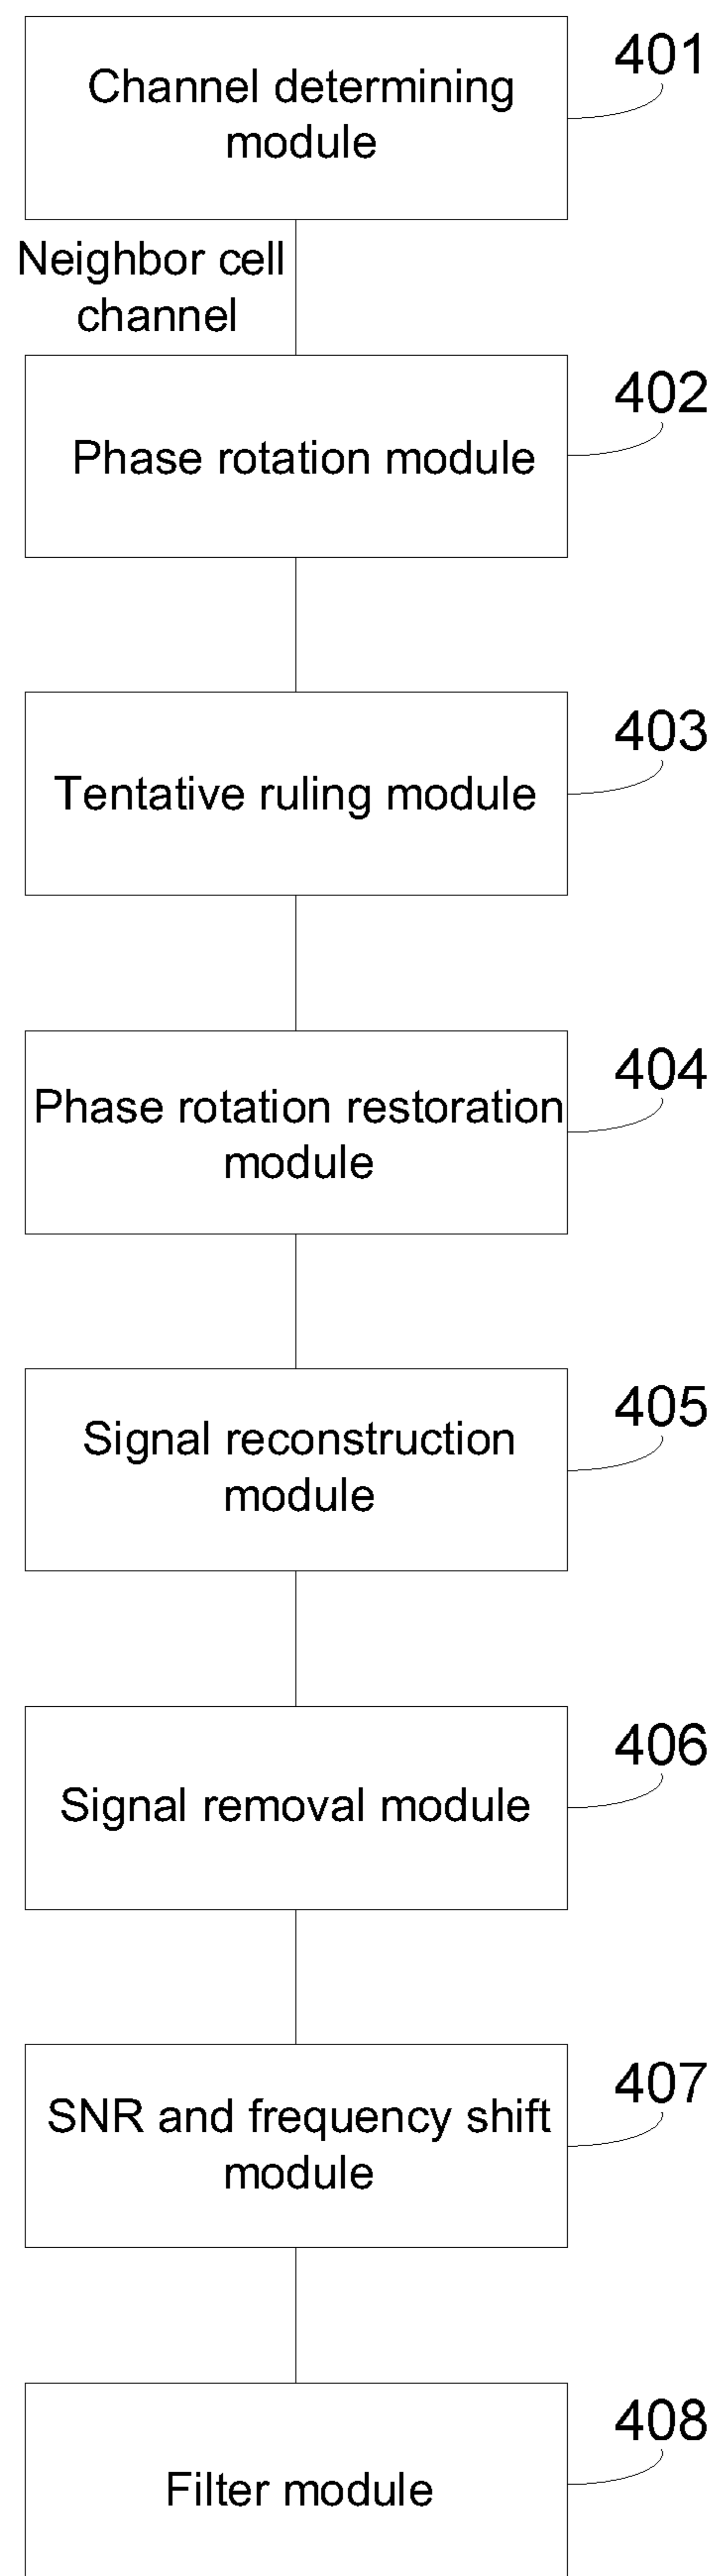 Channel determining
module
401
Neighbor cell
channel
Phase rotation module
402
Tentative ruling module
403
Phase rotation restoration
module
404
Signal reconstruction
module
405
Signal removal module
406
SNR and frequency shift
module
407
Filter module
408